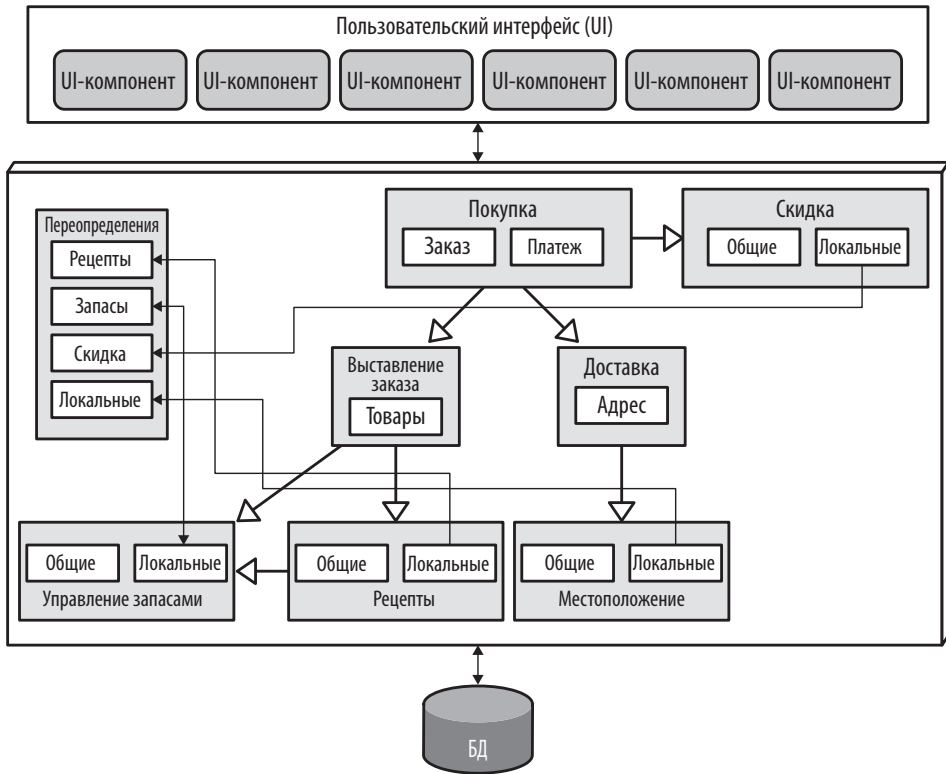 Пользовательский интерфейс (UI)
UI-компонент
UI-компонент
UI-компонент
UI-компонент
UI-компонент
UI-компонент
Переопределения
Рецепты
Запасы
Скидка
Локальные
Покупка
Заказ
Платеж
Скидка
Общие
Локальные
Выставление
заказа
Товары
Доставка
Адрес
Общие
Локальные
Управление запасами
Общие
Локальные
Рецепты
Общие
Локальные
Местоположение
БД